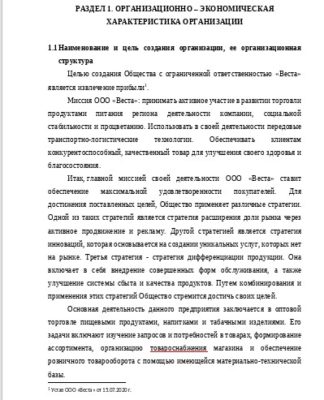 РАЗДЕЛ 1. ОРГАНИЗАЦИОННО – ЭКОНОМИЧЕСКАЯ
ХАРАКТЕРИСТИКА ОРГАНИЗАЦИИ
1.1 Наименование и цель создания организации, ее организационная
структура
Целью создания Общества с ограниченной ответственностью «Веста»
является извлечение прибыли¹.
Миссия ООО «Веста»: принимать активное участие в развитии торговли
продуктами питания региона деятельности компании, социальной
стабильности и процветанию. Использовать в своей деятельности передовые
транспортно-логистические технологии. Обеспечивать клиентам
конкурентоспособный, качественный товар для улучшения своего здоровья и
благосостояния.
Итак, главной миссией своей деятельности ООО «Веста» ставит
обеспечение максимальной удовлетворенности покупателей. Для
достижения поставленных целей, Общество применяет различные стратегии.
Одной из таких стратегий является стратегия расширения доли рынка через
активное продвижение и рекламу. Другой стратегией является стратегия
инноваций, которая основывается на создании уникальных услуг, которых нет
на рынке. Третья стратегия - стратегия дифференциации продукции. Она
включает в себя внедрение совершенных форм обслуживания, а также
улучшение системы сбыта и качества продуктов. Путем комбинирования и
применения этих стратегий Общество стремится достичь своих целей.
Основная деятельность данного предприятия заключается в оптовой
торговле пищевыми продуктами, напитками и табачными изделиями. Его
задачи включают изучение запросов и потребностей в товарах, формирование
ассортимента, организацию товароснабжения магазина и обеспечение
розничного товарооборота с помощью имеющейся материально-технической
базы.
¹ Устав ООО «Веста» от 15.07.2020 г.